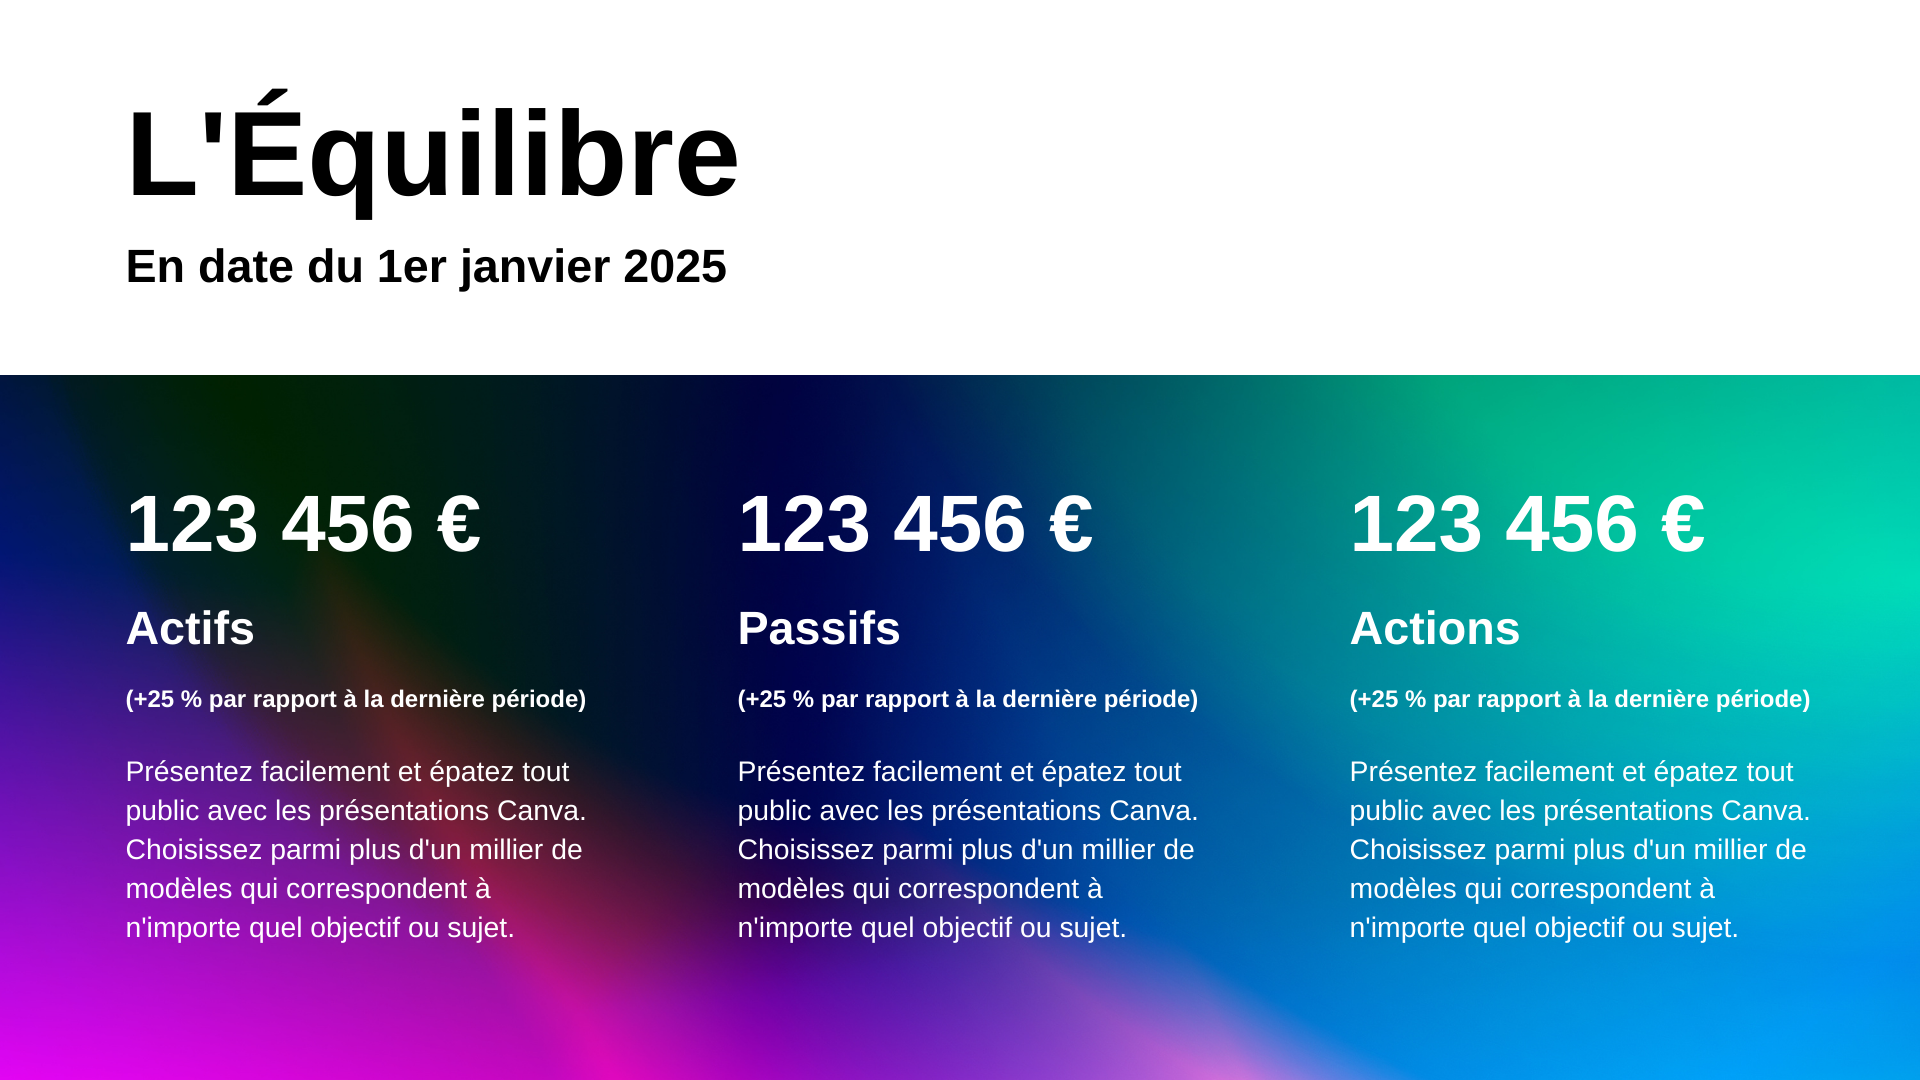 L'Équilibre
En date du 1er janvier 2025
123 456 €
Actifs
(+25 % par rapport à la dernière période)
Présentez facilement et épatez tout
public avec les présentations Canva.
Choisissez parmi plus d'un millier de
modèles qui correspondent à
n'importe quel objectif ou sujet.
123 456 €
Passifs
(+25 % par rapport à la dernière période)
Présentez facilement et épatez tout
public avec les présentations Canva.
Choisissez parmi plus d'un millier de
modèles qui correspondent à
n'importe quel objectif ou sujet.
123 456 €
Actions
(+25 % par rapport à la dernière période)
Présentez facilement et épatez tout
public avec les présentations Canva.
Choisissez parmi plus d'un millier de
modèles qui correspondent à
n'importe quel objectif ou sujet.